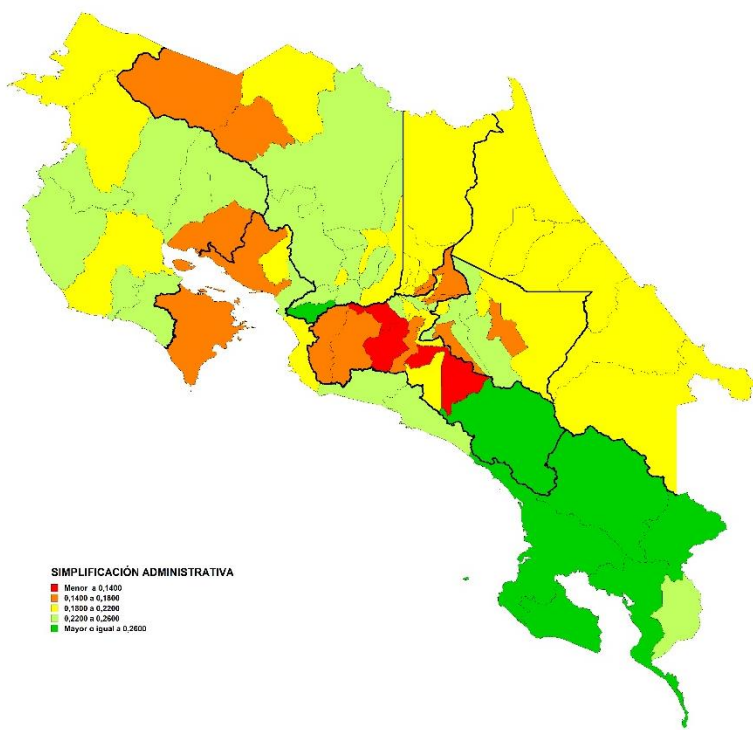 SIMPLIFICACIÓN ADMINISTRATIVA
Menor a 0,1400
0,1400 a 0,1800
0,1800 a 0,2200
0,2200 a 0,2600
Mayor o igual a 0,2600